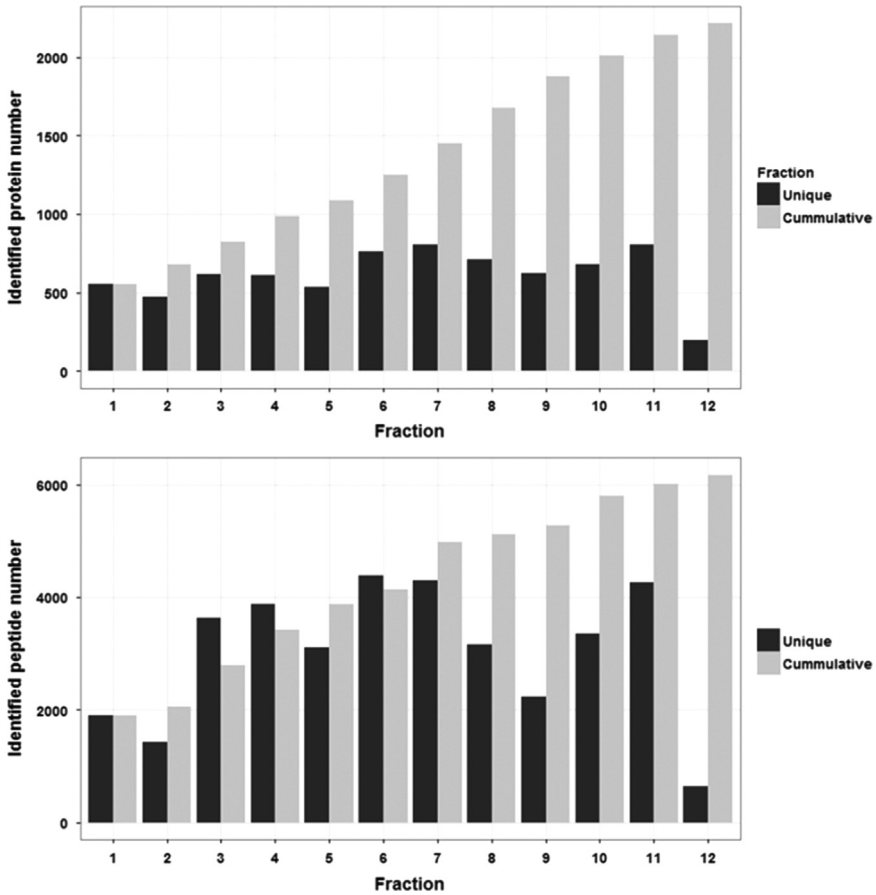 Identified protein number
2000
1500
1000
500
0
1 2 3 4 5 6 7 8 9 10 11 12
Fraction
Fraction
Unique
Cummulative
Identified peptide number
6000
4000
2000
0
1 2 3 4 5 6 7 8 9 10 11 12
Fraction
Unique
Cummulative